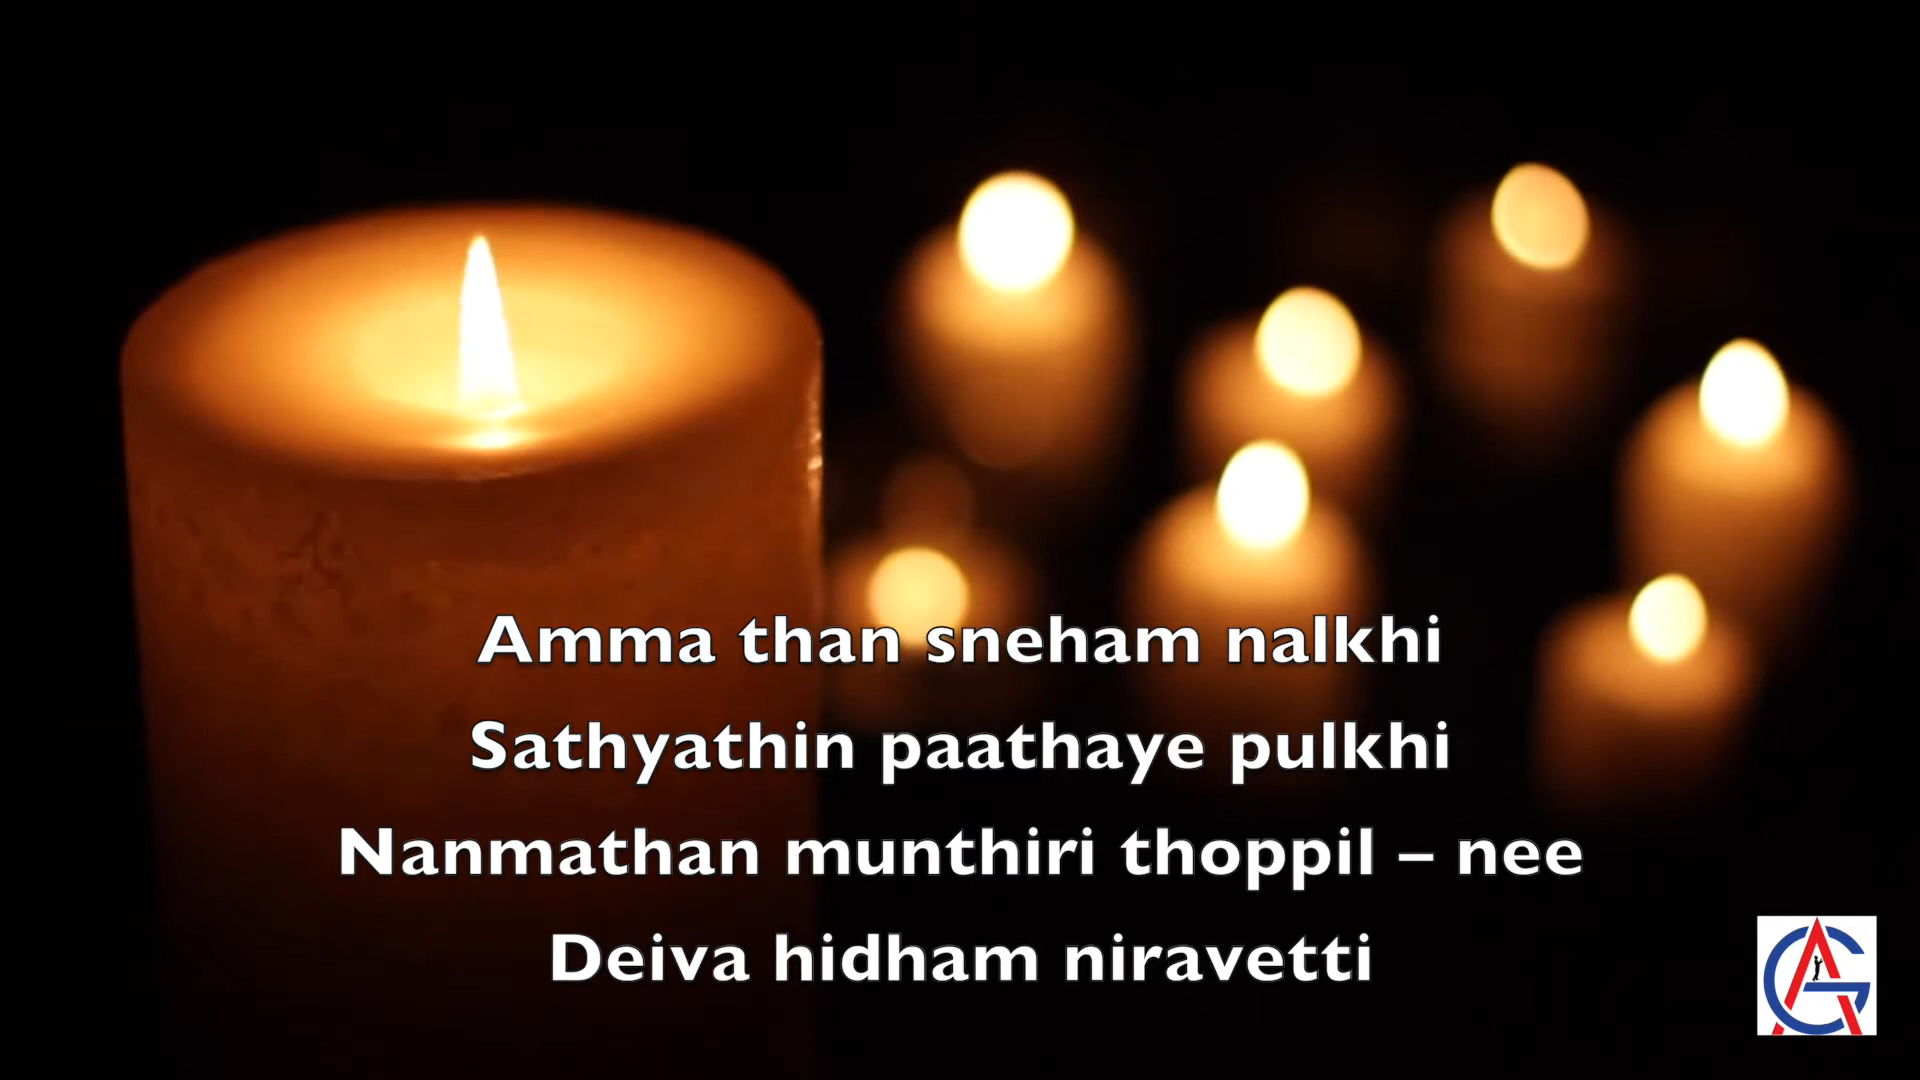 Amma than sneham nalkhi
Sathyathin paathaye pulkhi
Nanmathan munthiri thoppil – nee
Deiva hidham niravetti